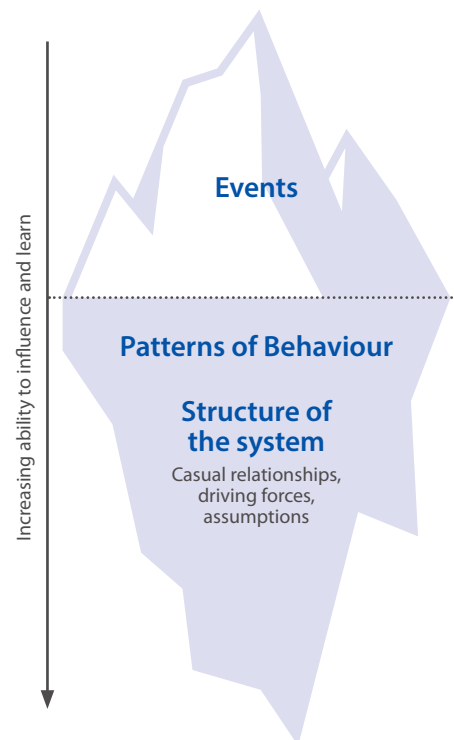 Increasing ability to influence and learn
Events
Patterns of Behaviour
Structure of
the system
Casual relationships,
driving forces,
assumptions